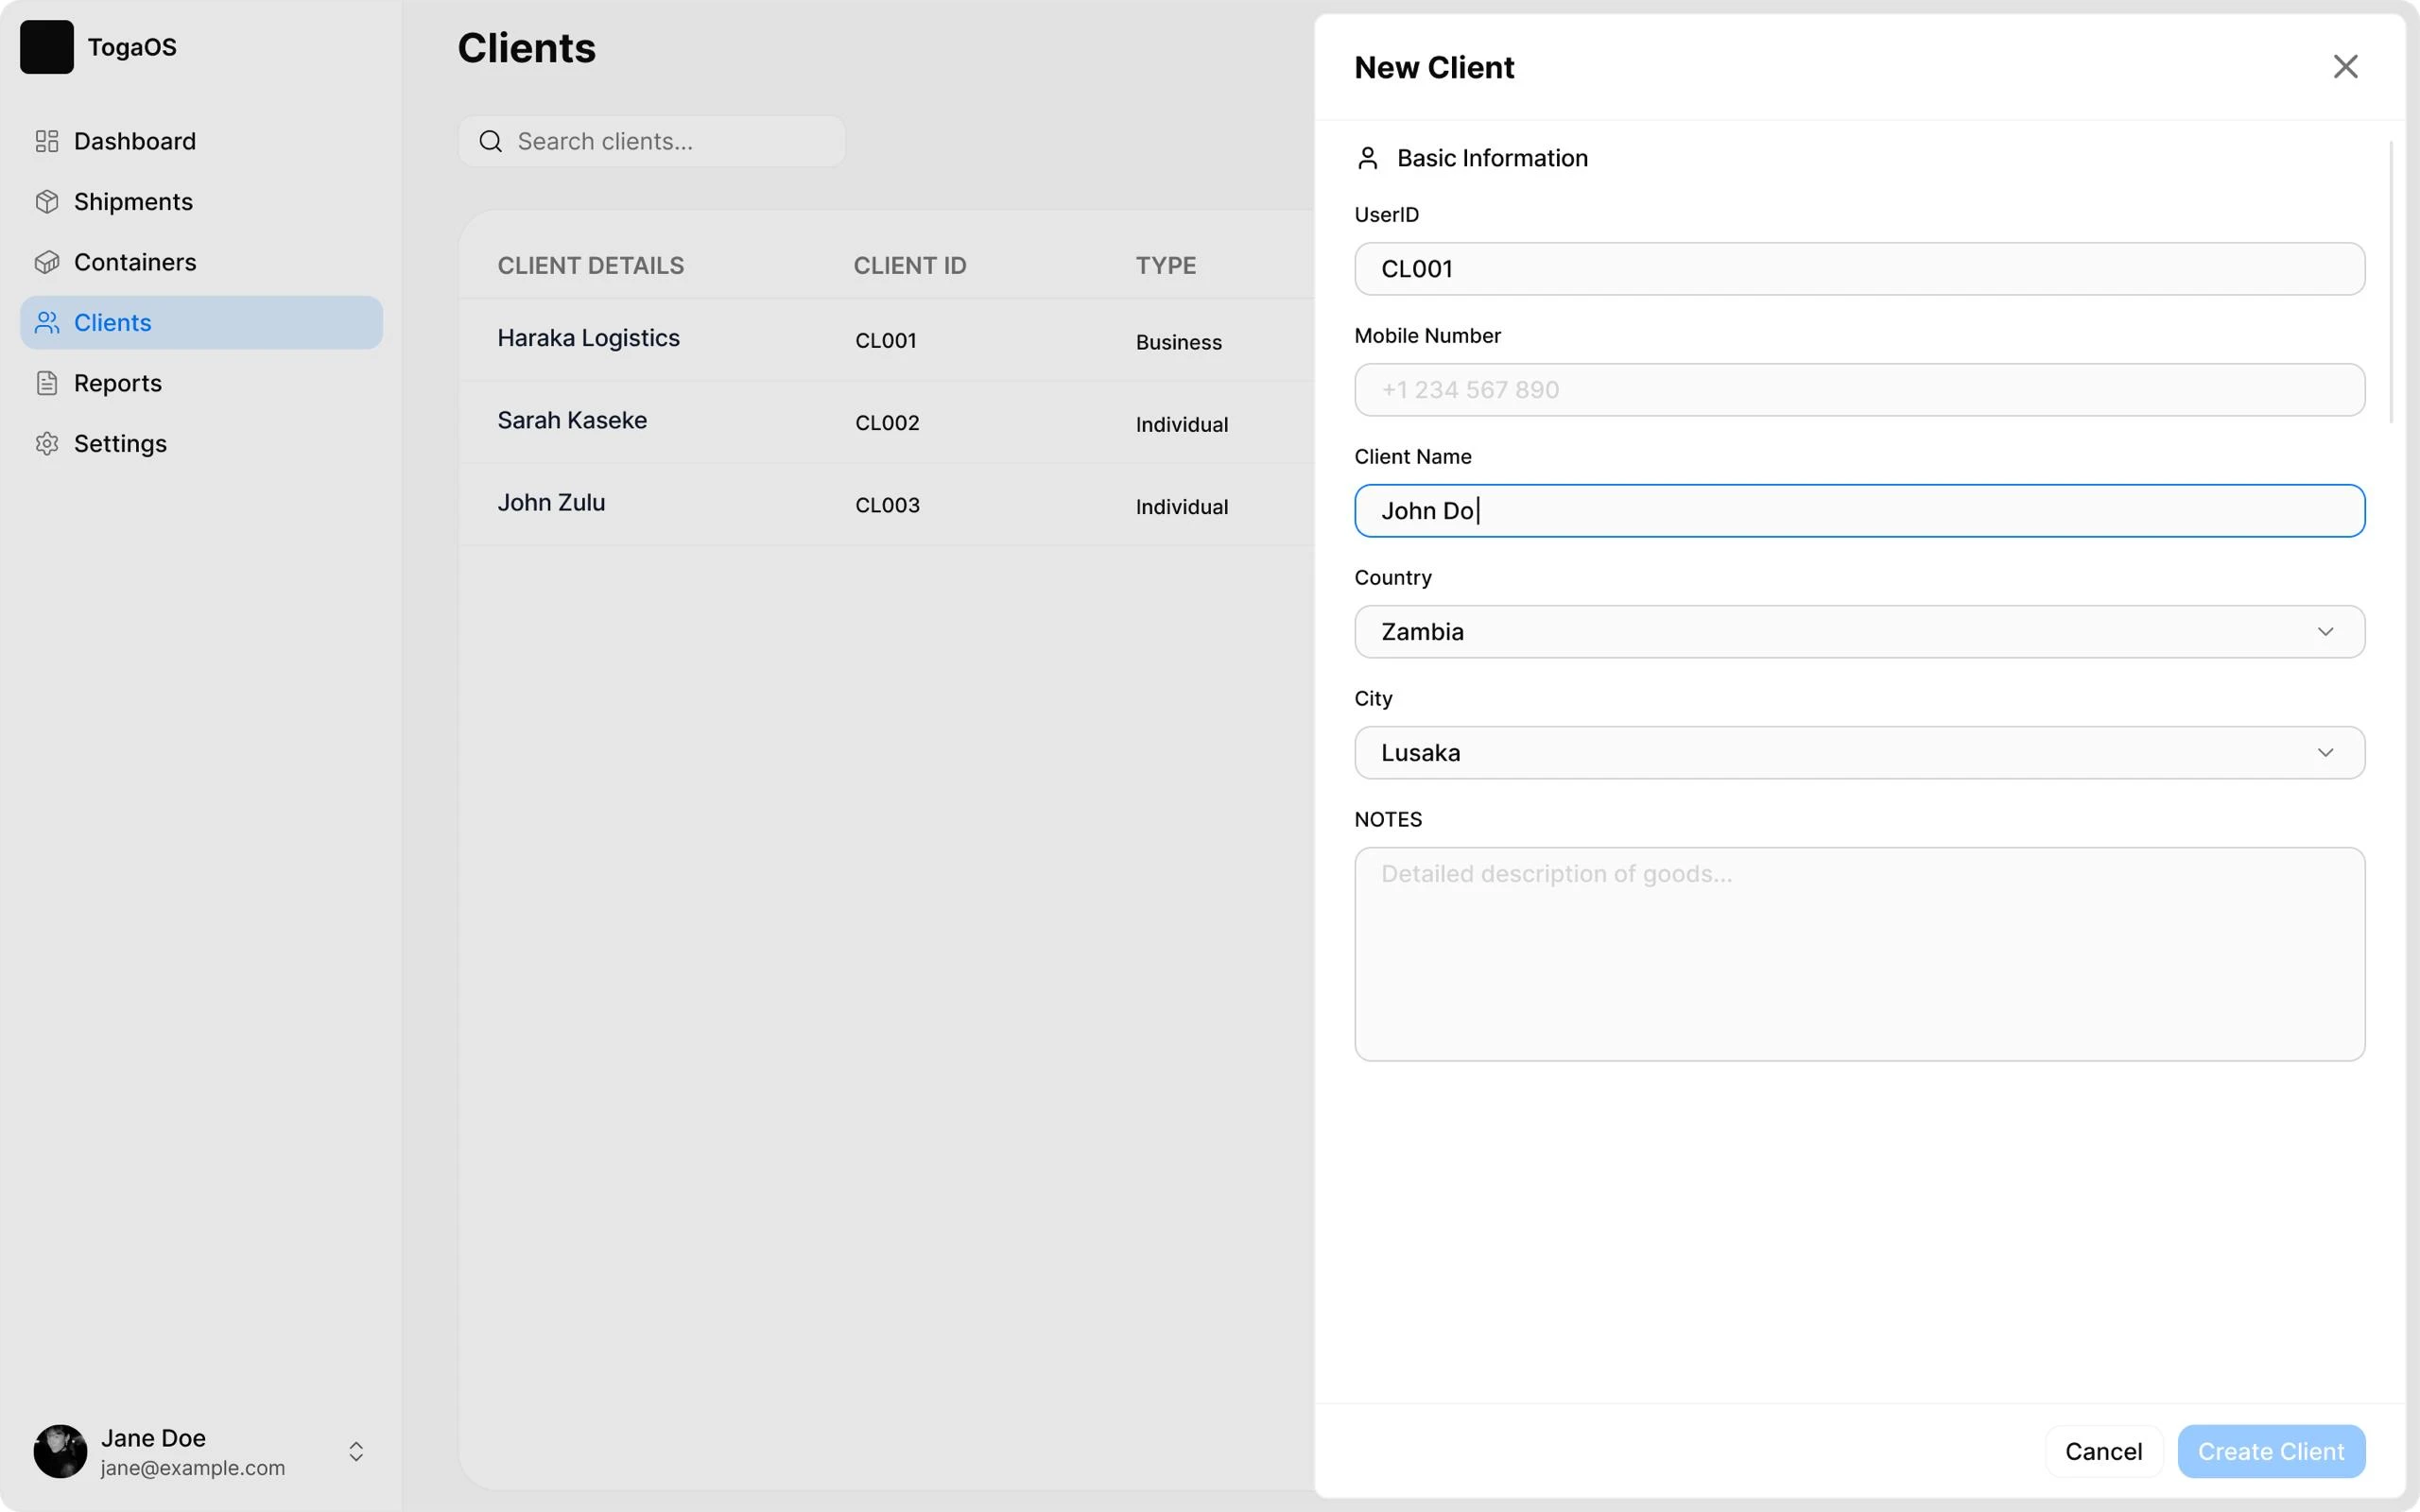 TogaOS
Dashboard
Shipments
Containers
Clients
Reports
Settings
Jane Doe
jane@example.com
Clients
Search clients...
CLIENT DETAILS CLIENT ID TYPE
Haraka Logistics CL001 Business
Sarah Kaseke CL002 Individual
John Zulu CL003 Individual
New Client
Basic Information
UserID
CL001
Mobile Number
+1 234 567 890
Client Name
John Do
Country
Zambia
City
Lusaka
NOTES
Detailed description of goods...
Cancel Create Client